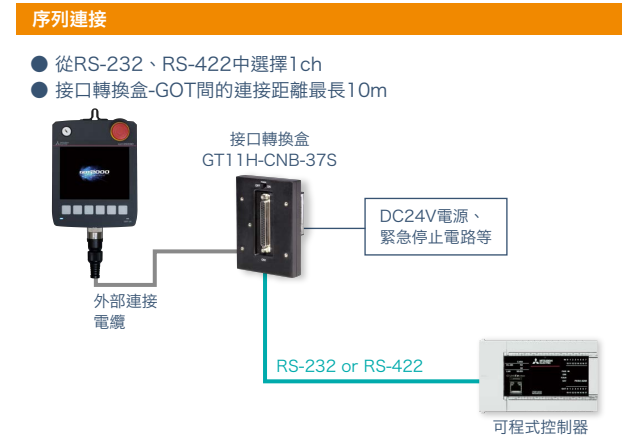 序列連接
● 從RS-232、RS-422中選擇1ch
● 接口轉換盒-GOT間的連接距離最長10m
接口轉換盒
GT11H-CNB-37S
DC24V電源、
緊急停止電路等
外部連接
電纜
RS-232 or RS-422
MITSUBISHI
ELECTRIC
可程式控制器